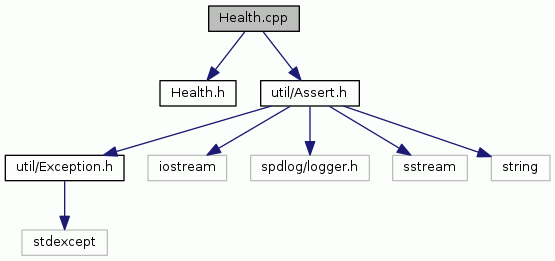 Health.cpp
Health.h
util/Assert.h
util/Exception.h
iostream
spdlog/logger.h
sstream
string
stdexcept